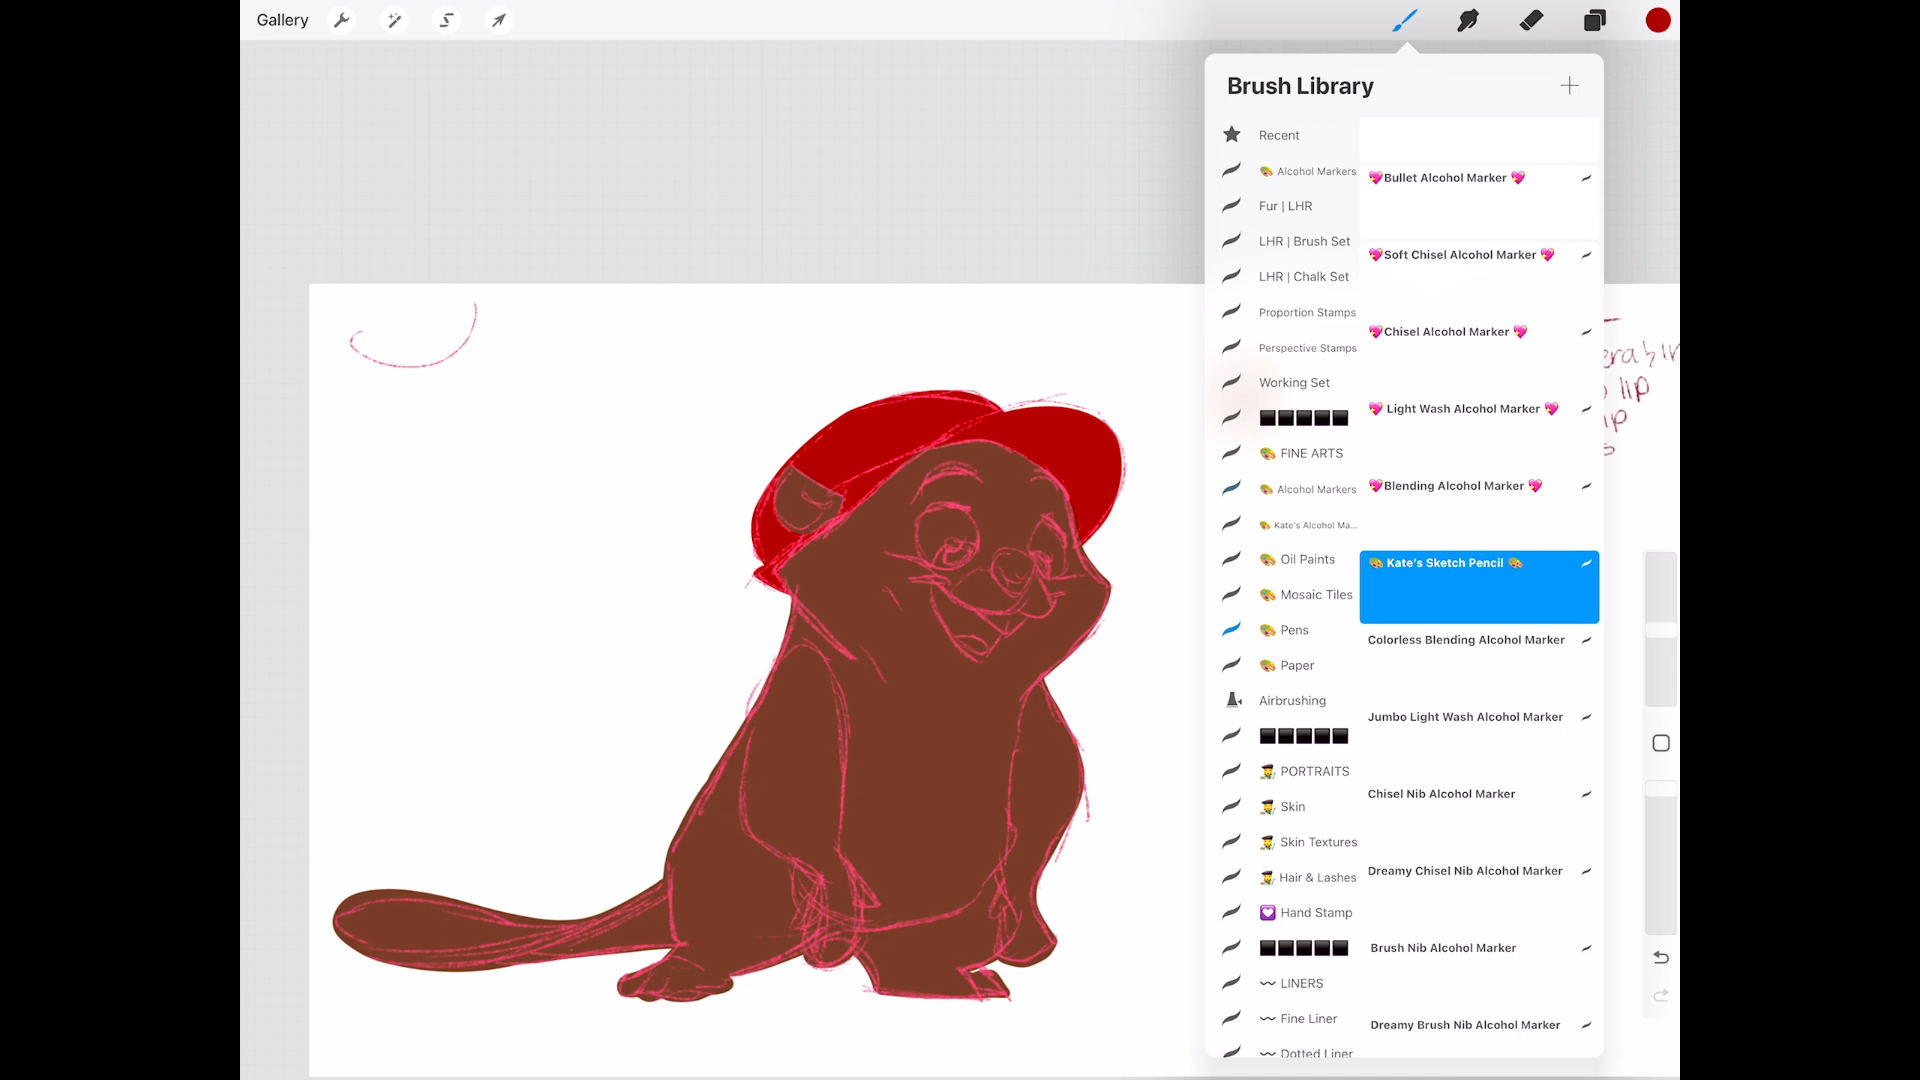 Gallery
Brush Library
Recent
Alcohol Markers
Fur | LHR
LHR | Brush Set
LHR | Chalk Set
Proportion Stamps
Perspective Stamps
Working Set
FINE ARTS
Alcohol Markers
Kate's Alcohol Ma...
Oil Paints
Mosaic Tiles
Pens
Paper
Airbrushing
PORTRAITS
Skin
Skin Textures
Hair & Lashes
Hand Stamp
LINERS
Fine Liner
Dotted Liner
Bullet Alcohol Marker
Soft Chisel Alcohol Marker
Chisel Alcohol Marker
Light Wash Alcohol Marker
Blending Alcohol Marker
Kate's Sketch Pencil
Colorless Blending Alcohol Marker
Jumbo Light Wash Alcohol Marker
Chisel Nib Alcohol Marker
Dreamy Chisel Nib Alcohol Marker
Brush Nib Alcohol Marker
Dreamy Brush Nib Alcohol Marker
lip